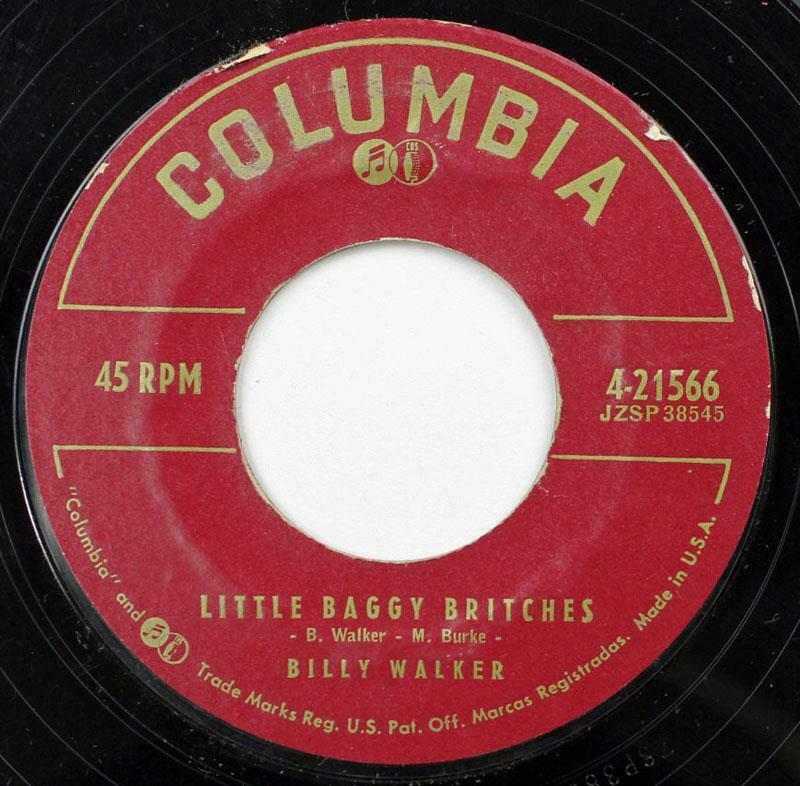 COLUMBIA
CBS
45 RPM
4-21566
JZSP 38545
LITTLE BAGGY BRITCHES
- B. Walker - M. Burke -
BILLY WALKER
"Columbia" and Trade Marks Reg. U.S. Pat. Off. Marcas Registradas. Made in U.S.A.